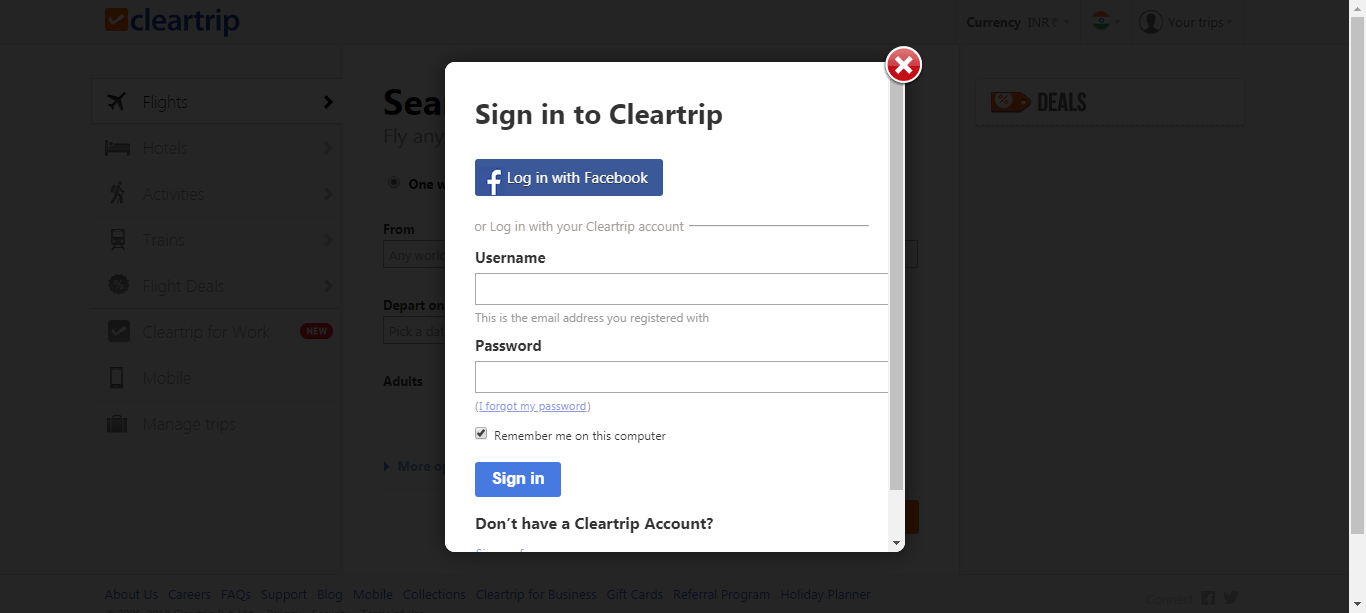 cleartrip
Currency INR ₹
Your trips
Flights
Hotels
Activities
Trains
Flight Deals
Cleartrip for Work NEW
Mobile
Manage trips
Sea
Fly any
One w
From
Any world
Depart on
Pick a dat
Adults
More op
Sign in to Cleartrip
f Log in with Facebook
or Log in with your Cleartrip account
Username
This is the email address you registered with
Password
(I forgot my password)
Remember me on this computer
Sign in
Don't have a Cleartrip Account?
% DEALS
About Us Careers FAQs Support Blog Mobile Collections Cleartrip for Business Gift Cards Referral Program Holiday Planner
Connect